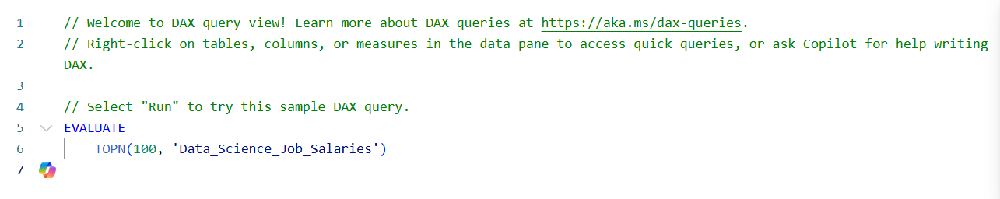 1 // Welcome to DAX query view! Learn more about DAX queries at https://aka.ms/dax-queries.
2 // Right-click on tables, columns, or measures in the data pane to access quick queries, or ask Copilot for help writing
DAX.
3
4 // Select "Run" to try this sample DAX query.
5 EVALUATE
6 TOPN(100, 'Data_Science_Job_Salaries')
7